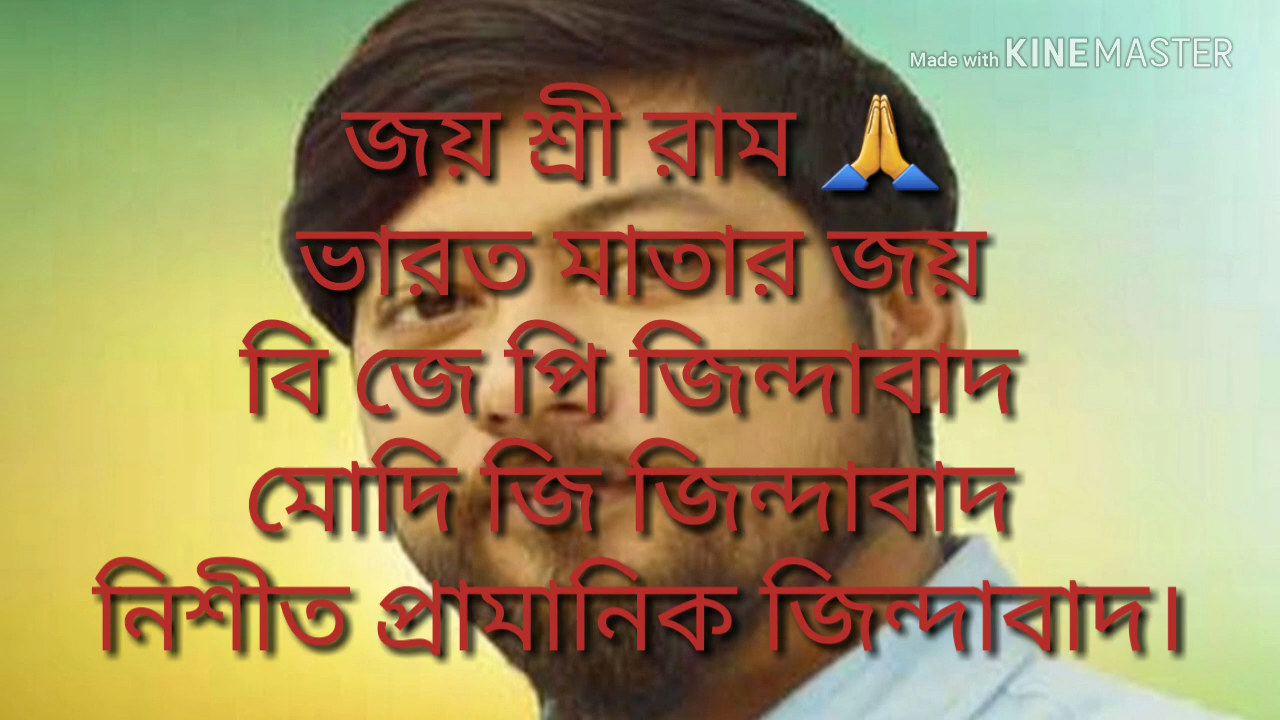 Made with KINEMASTER
জয় শ্রী রাম 🙏
ভারত মাতার জয়
বি জে পি জিন্দাবাদ
মোদি জি জিন্দাবাদ
নিশীত প্রামানিক জিন্দাবাদ।